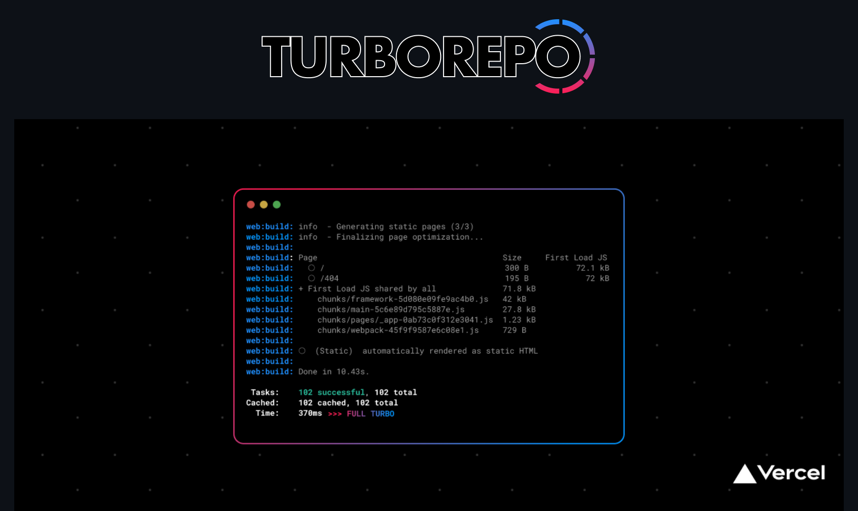 TURBOREPO
web:build: info  - Generating static pages (3/3)
web:build: info  - Finalizing page optimization...
web:build:
web:build: Page Size First Load JS
web:build: ○ / 300 B 72.1 kB
web:build: ○ /404 195 B 72 kB
web:build: + First Load JS shared by all 71.8 kB
web:build: chunks/framework-5d080e09fe9ac4b0.js 42 kB
web:build: chunks/main-5c6e89d795c5887e.js 27.8 kB
web:build: chunks/pages/_app-0ab73c0f312e3041.js 1.23 kB
web:build: chunks/webpack-45f9f9587e6c08e1.js 729 B
web:build:
web:build: ○ (Static) automatically rendered as static HTML
web:build:
web:build: Done in 10.43s.
Tasks: 102 successful, 102 total
Cached: 102 cached, 102 total
Time: 370ms >>> FULL TURBO
Vercel